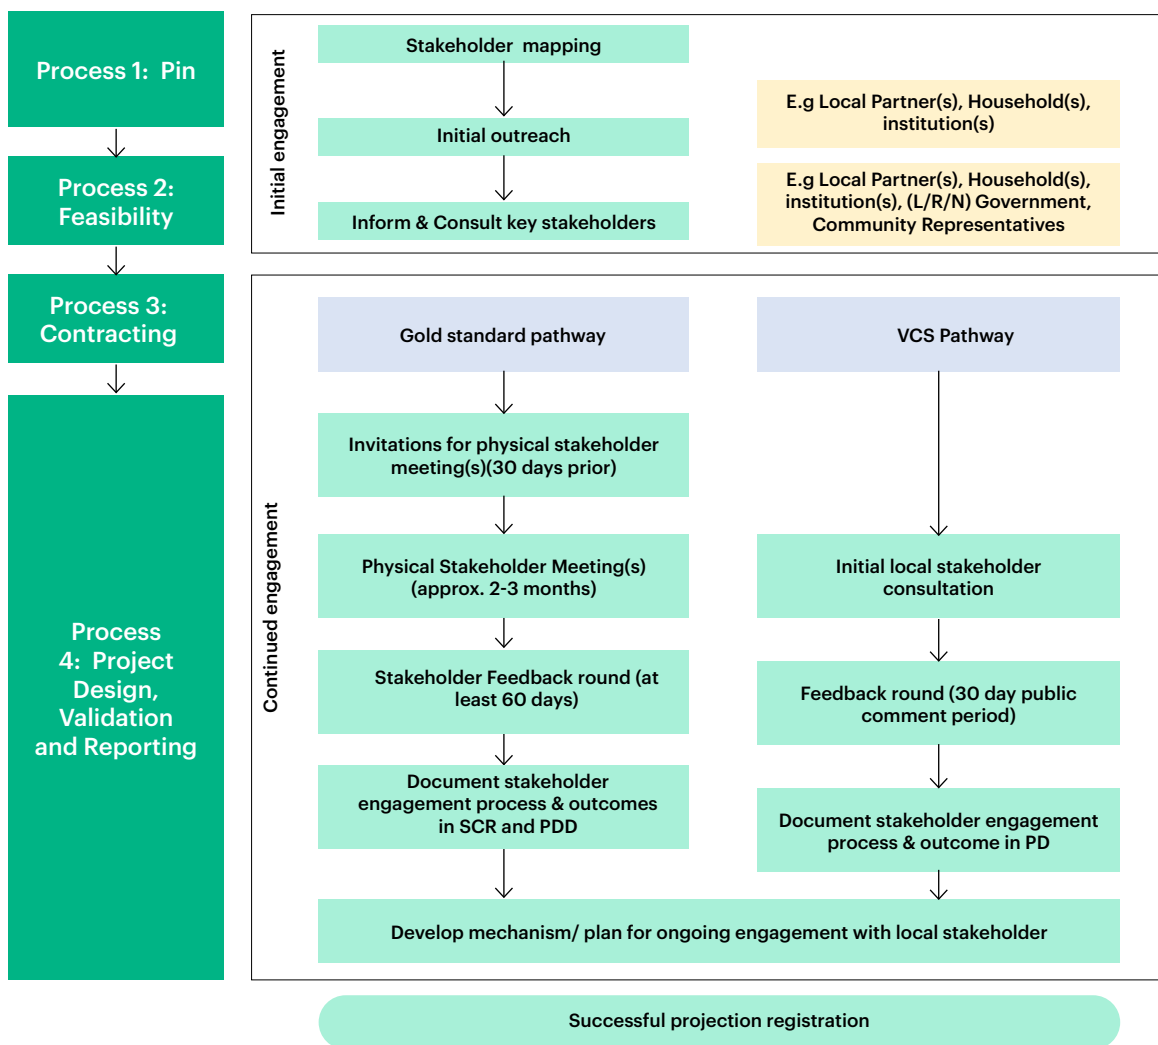 Process 1: Pin
Process 2:
Feasibility
Process 3:
Contracting
Process
4: Project
Design,
Validation
and Reporting
Initial engagement
Stakeholder mapping
Initial outreach
Inform & Consult key stakeholders
E.g Local Partner(s), Household(s),
institution(s)
E.g Local Partner(s), Household(s),
institution(s), (L/R/N) Government,
Community Representatives
Continued engagement
Gold standard pathway
Invitations for physical stakeholder
meeting(s)(30 days prior)
Physical Stakeholder Meeting(s)
(approx. 2-3 months)
Stakeholder Feedback round (at
least 60 days)
Document stakeholder
engagement process & outcomes
in SCR and PDD
VCS Pathway
Initial local stakeholder
consultation
Feedback round (30 day public
comment period)
Document stakeholder engagement
process & outcome in PD
Develop mechanism/ plan for ongoing engagement with local stakeholder
Successful projection registration